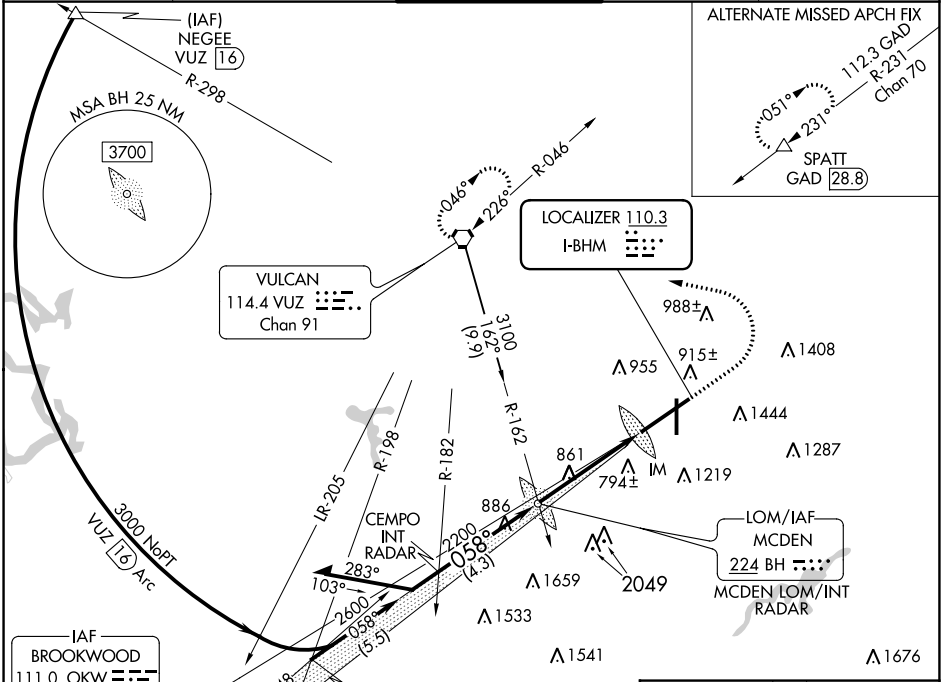 (IAF)
NEGEE
VUZ 16
R-298
MSA BH 25 NM
3700
ALTERNATE MISSED APCH FIX
112.3 GAD
R-231
Chan 70
051°
231°
SPATT
GAD 28.8
R-046
046°
226°
LOCALIZER 110.3
I-BHM
VULCAN
114.4 VUZ
Chan 91
3100
162°
(9.9)
R-162
988±
955
915±
1408
1444
1287
LR-205
R-198
R-182
861
794±
IM
1219
886
CEMPO
INT
RADAR
2200
058°
(4.3)
LOM/IAF
MCDEN
224 BH
MCDEN LOM/INT
RADAR
3000 NoPT
VUZ 16 Arc
283°
103°
2600
058°
(5.5)
1659
2049
1533
1541
1676
IAF
BROOKWOOD
111.0 OKW